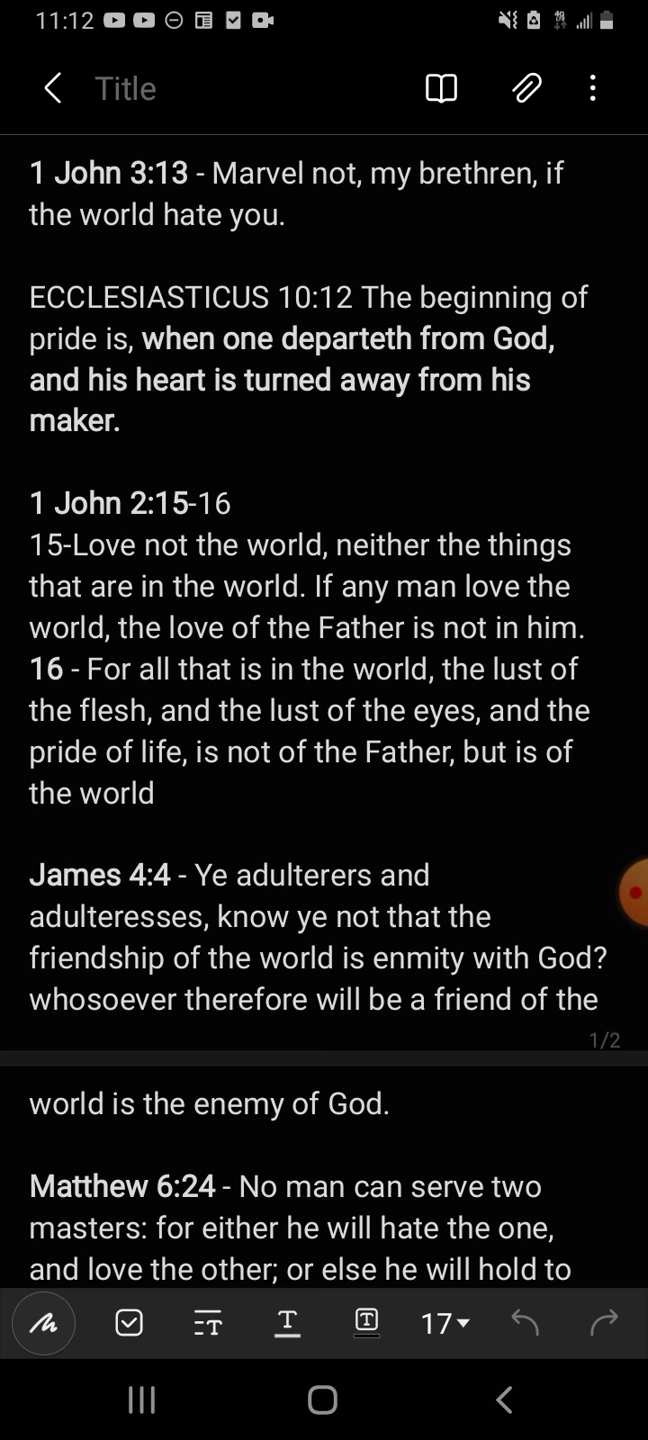 11:12
Title
1 John 3:13 - Marvel not, my brethren, if
the world hate you.
ECCLESIASTICUS 10:12 The beginning of
pride is, when one departeth from God,
and his heart is turned away from his
maker.
1 John 2:15-16
15-Love not the world, neither the things
that are in the world. If any man love the
world, the love of the Father is not in him.
16 - For all that is in the world, the lust of
the flesh, and the lust of the eyes, and the
pride of life, is not of the Father, but is of
the world
James 4:4 - Ye adulterers and
adulteresses, know ye not that the
friendship of the world is enmity with God?
whosoever therefore will be a friend of the
1/2
world is the enemy of God.
Matthew 6:24 - No man can serve two
masters: for either he will hate the one,
and love the other; or else he will hold to
17